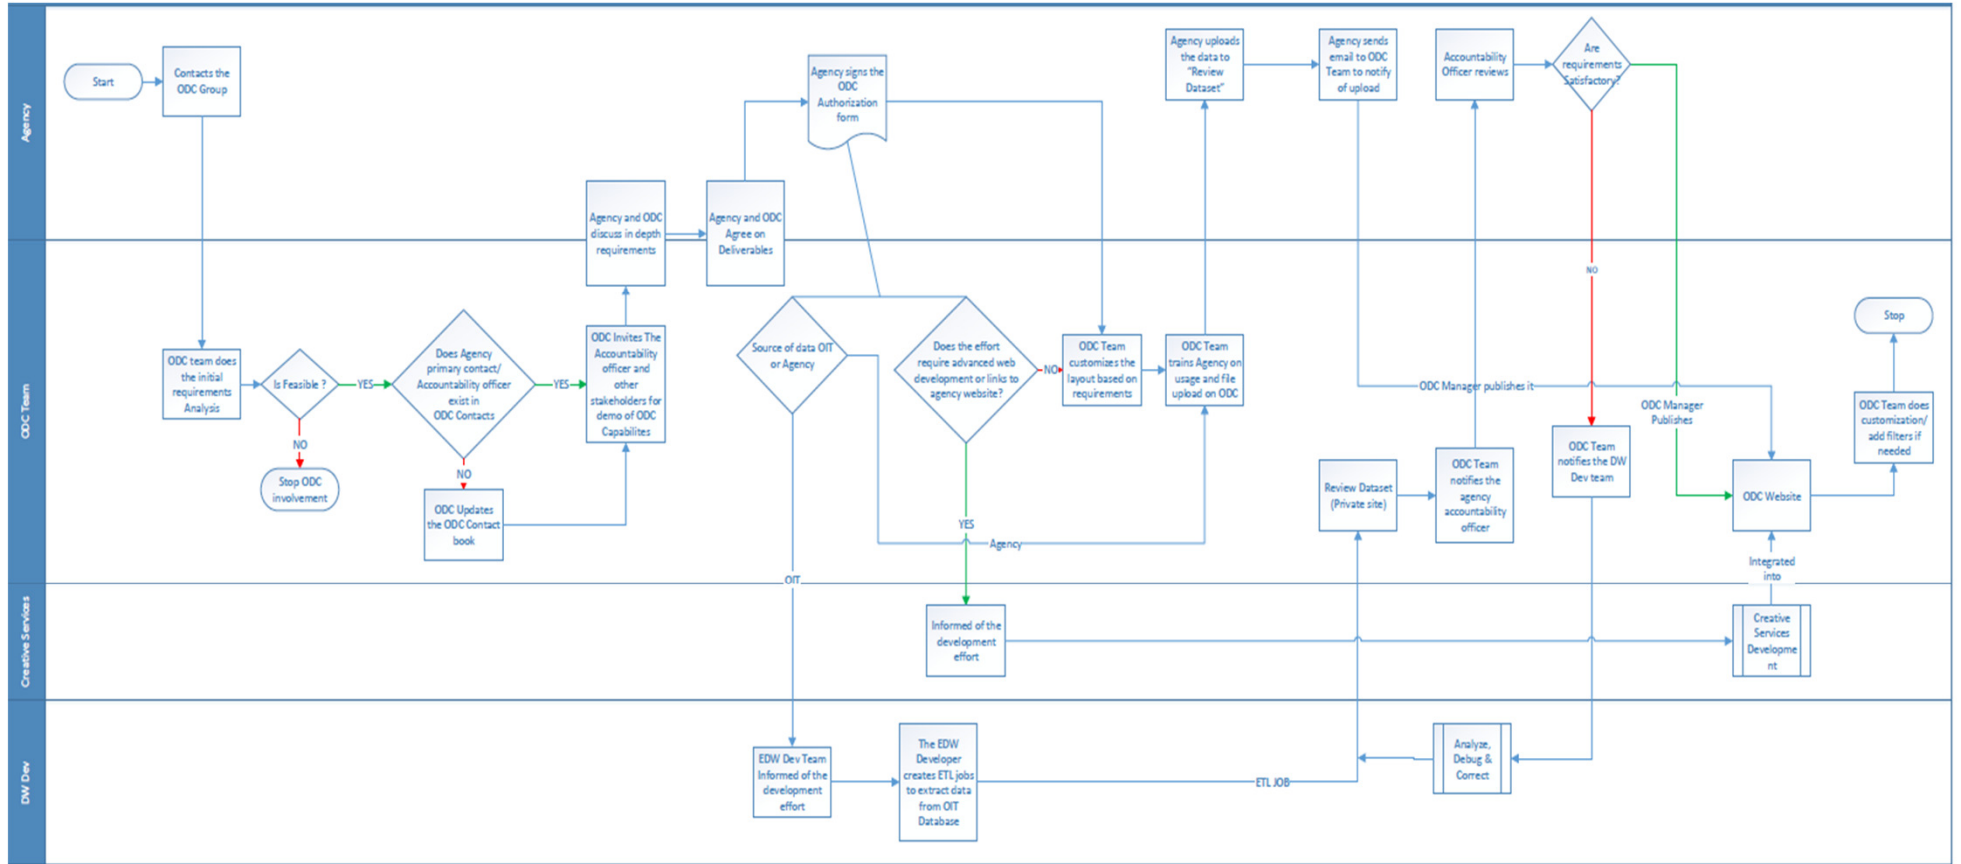 Agency
Start
Contacts the
ODC Group
Agency signs the
ODC
Authorization
form
Agency uploads
the data to
"Review
Dataset"
Agency sends
email to ODC
Team to notify
of upload
Accountability
Officer reviews
Are
requirements
Satisfactory?
Agency and ODC
discuss in depth
requirements
Agency and ODC
Agree on
Deliverables
NO
ODC Team
ODC team does
the initial
requirements
Analysis
Is Feasible ?
YES
NO
Stop ODC
involvement
Does Agency
primary contact/
Accountability officer
exist in
ODC Contacts
YES
NO
ODC Updates
the ODC Contact
book
ODC Invites The
Accountability
officer and
other
stakeholders for
demo of ODC
Capabilites
Source of data OIT
or Agency
Does the effort
require advanced web
development or links to
agency website?
NO
YES
Agency
OIT
ODC Team
customizes the
layout based on
requirements
ODC Team
trains Agency on
usage and file
upload on ODC
ODC Manager publishes it
Review Dataset
(Private site)
ODC Team
notifies the
agency
accountability
officer
ODC Team
notifies the DW
Dev team
ODC Manager
Publishes
ODC Website
Stop
ODC Team does
customization/
add filters if
needed
Integrated
into
Creative Services
Informed of the
development
effort
Creative
Services
Developme
nt
DW Dev
EDW Dev Team
Informed of the
development
effort
The EDW
Developer
creates ETL jobs
to extract data
from OIT
Database
ETL JOB
Analyze,
Debug &
Correct